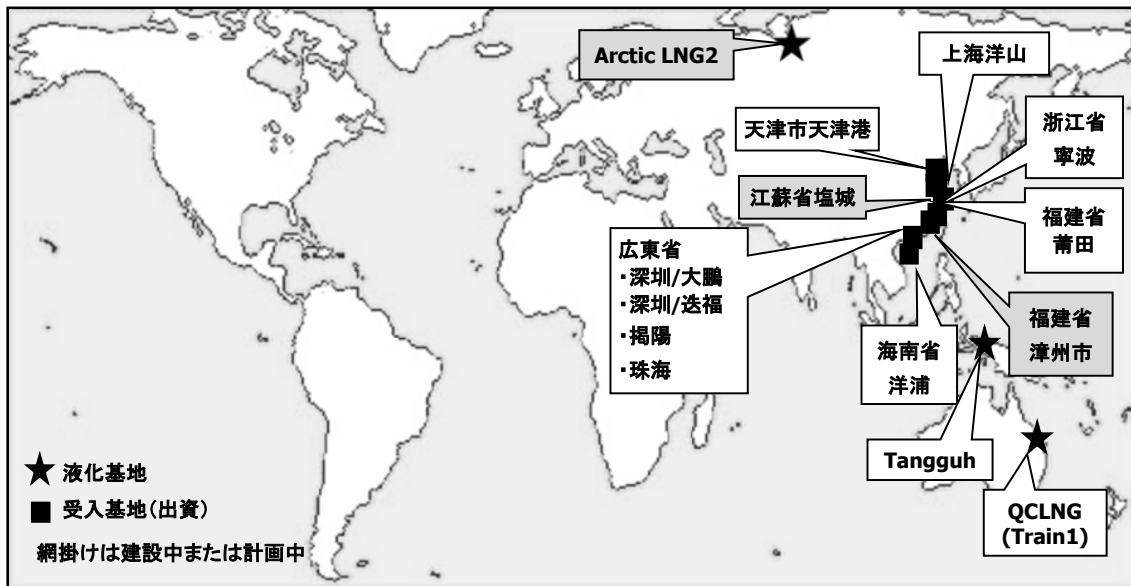 Arctic LNG2
上海洋山
天津市天津港
浙江省
寧波
江蘇省塩城
福建省
莆田
広東省
・深圳/大鵬
・深圳/迭福
・掲陽
・珠海
福建省
漳州市
海南省
洋浦
Tangguh
QCLNG
(Train1)
★ 液化基地
■ 受入基地(出資)
網掛けは建設中または計画中